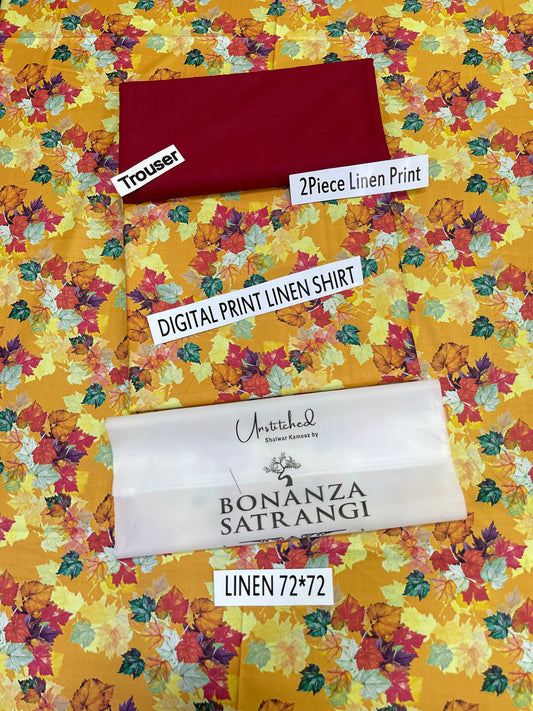 Trouser
2Piece Linen Print
DIGITAL PRINT LINEN SHIRT
Unstitched
Shalwar Kameez by
BONANZA
SATRANGI
LINEN 72*72